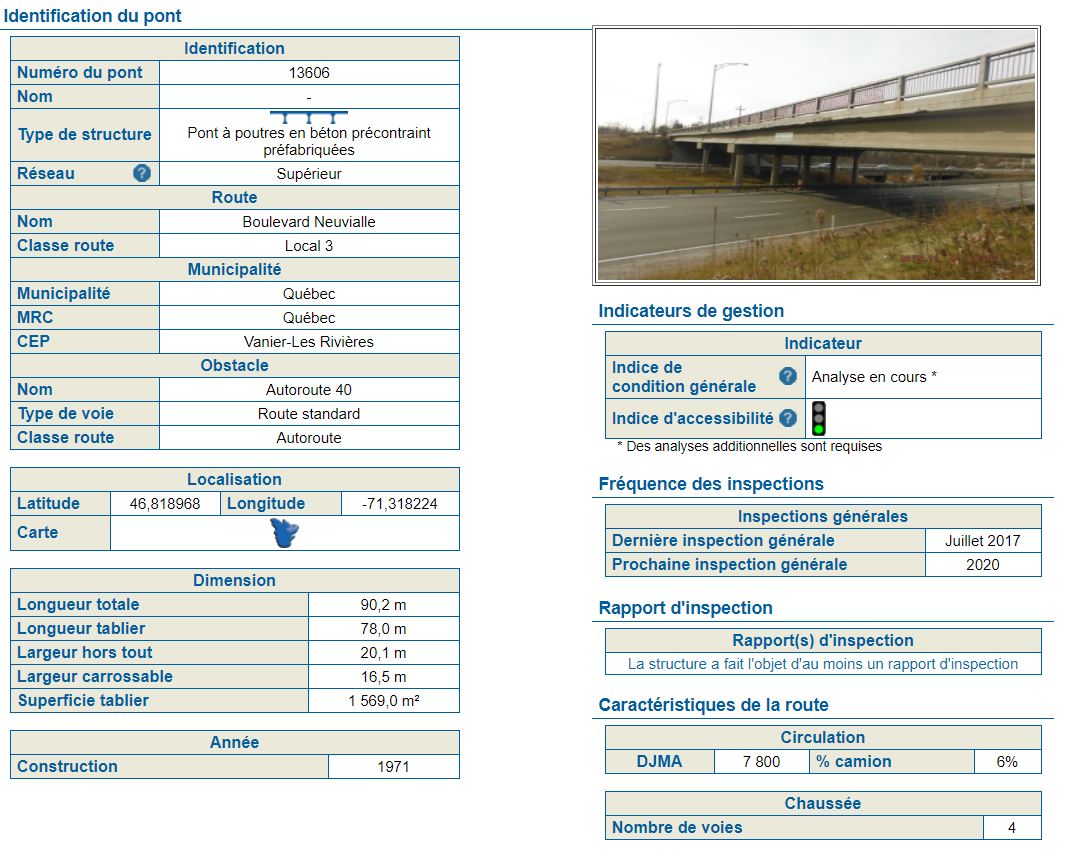 Identification du pont
Identification
Numéro du pont 13606
Nom -
Type de structure Pont à poutres en béton précontraint
préfabriquées
Réseau ? Supérieur
Route
Nom Boulevard Neuvialle
Classe route Local 3
Municipalité
Municipalité Québec
MRC Québec
CEP Vanier-Les Rivières
Obstacle
Nom Autoroute 40
Type de voie Route standard
Classe route Autoroute
Localisation
Latitude 46,818968 Longitude -71,318224
Carte
Dimension
Longueur totale 90,2 m
Longueur tablier 78,0 m
Largeur hors tout 20,1 m
Largeur carrossable 16,5 m
Superficie tablier 1 569,0 m²
Année
Construction 1971
Indicateurs de gestion
Indicateur
Indice de
condition générale ? Analyse en cours *
Indice d'accessibilité ?
* Des analyses additionnelles sont requises
Fréquence des inspections
Inspections générales
Dernière inspection générale Juillet 2017
Prochaine inspection générale 2020
Rapport d'inspection
Rapport(s) d'inspection
La structure a fait l'objet d'au moins un rapport d'inspection
Caractéristiques de la route
Circulation
DJMA 7 800 % camion 6%
Chaussée
Nombre de voies 4